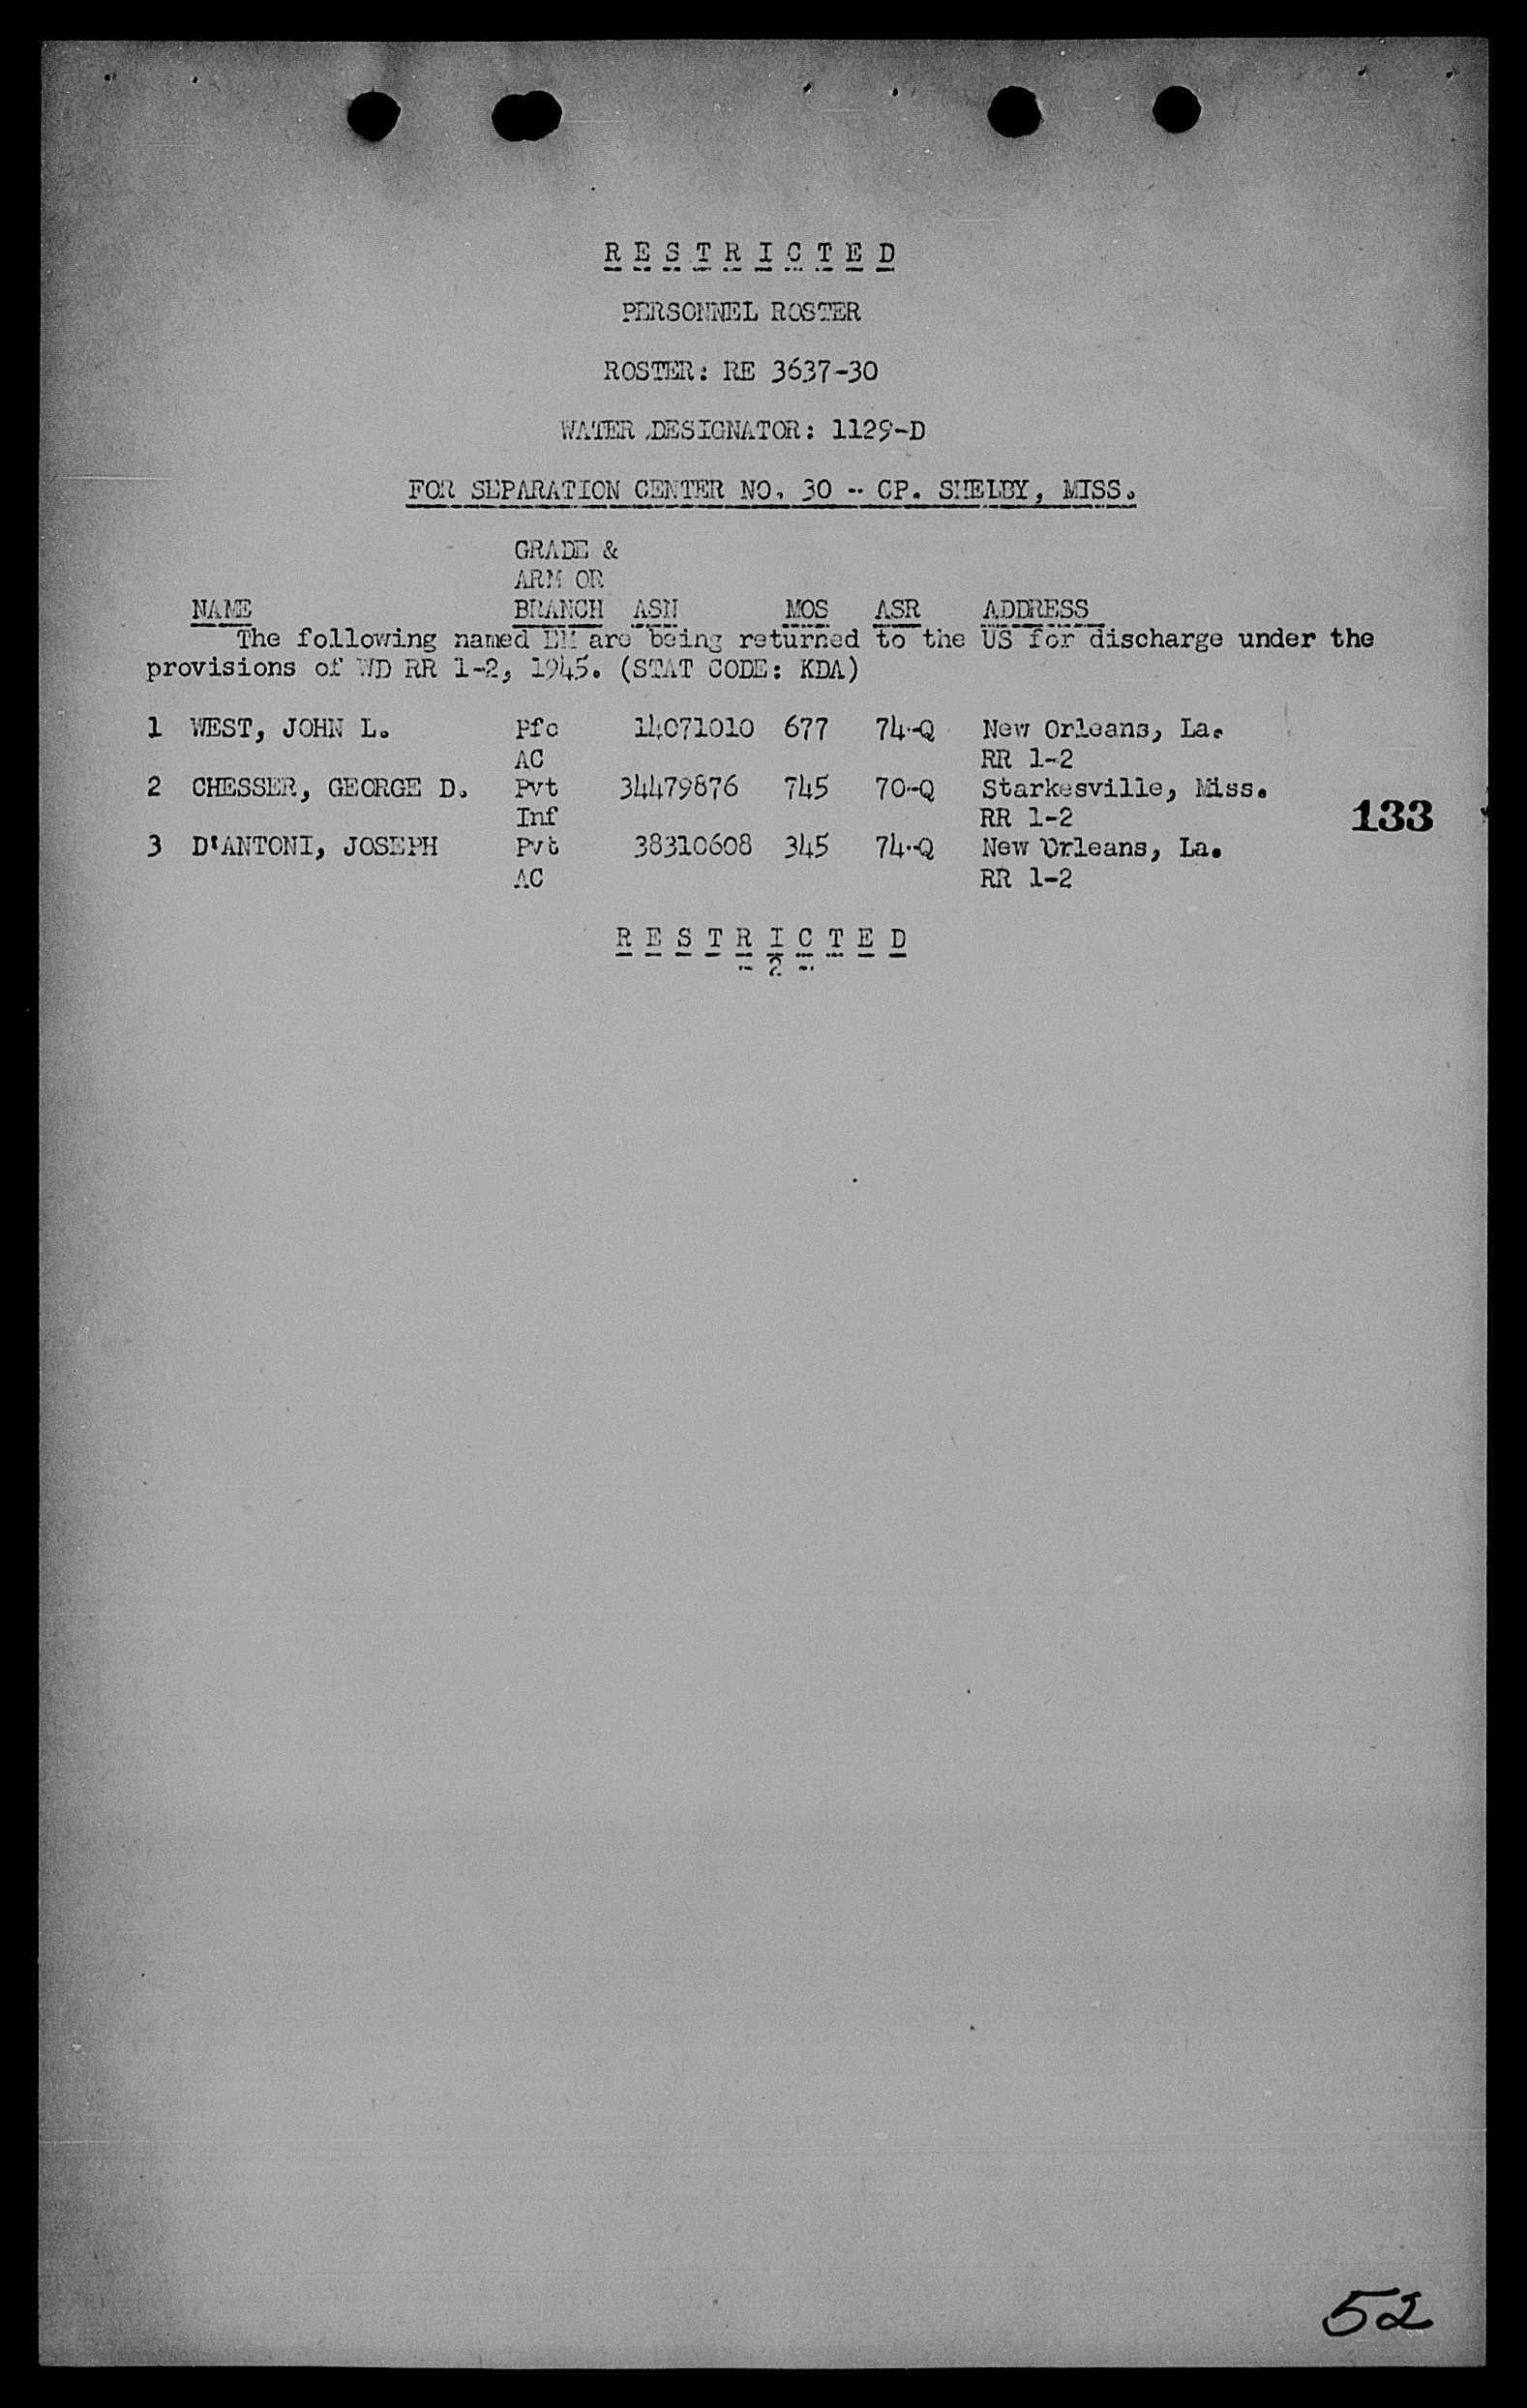 R E S T R I C T E D
PERSONNEL ROSTER
ROSTER: RE 3637-30
WATER DESIGNATOR: 1129-D
FOR SEPARATION CENTER NO. 30 -- CP. SHELBY, MISS.
GRADE &
ARM OR
NAME BRANCH ASN MOS ASR ADDRESS
The following named EM are being returned to the US for discharge under the
provisions of WD RR 1-2, 1945. (STAT CODE: KDA)
1 WEST, JOHN L. Pfc 14071010 677 74-Q New Orleans, La.
AC RR 1-2
2 CHESSER, GEORGE D. Pvt 34479876 745 70-Q Starkesville, Miss.
Inf RR 1-2
133
3 D'ANTONI, JOSEPH Pvt 38310608 345 74-Q New Orleans, La.
AC RR 1-2
R E S T R I C T E D
- 2 -
52